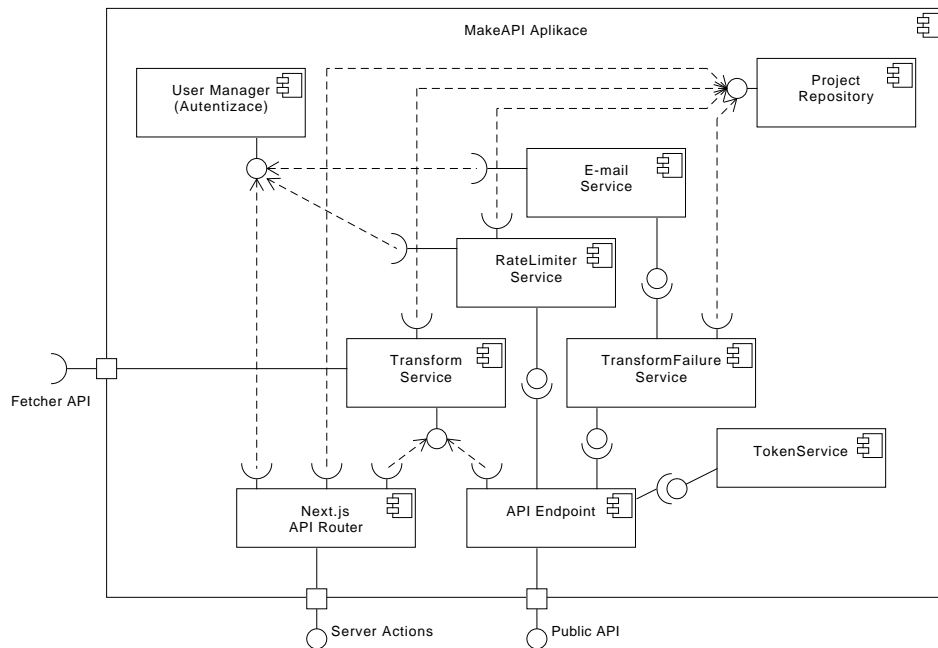 MakeAPI Aplikace
User Manager
(Autentizace)
Project
Repository
E-mail
Service
RateLimiter
Service
Transform
Service
TransformFailure
Service
Fetcher API
TokenService
Next.js
API Router
API Endpoint
Server Actions
Public API